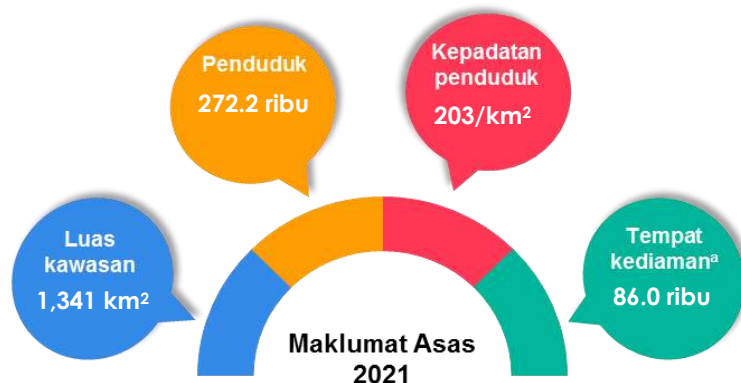 Penduduk
272.2 ribu
Kepadatan
penduduk
203/km²
Luas
kawasan
1,341 km²
Tempat
kediamanᵃ
86.0 ribu
Maklumat Asas
2021